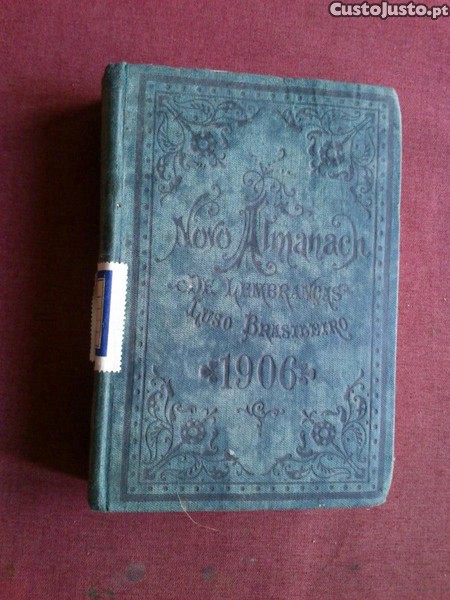 CustoJusto.pt
Novo Almanach
DE LEMBRANÇAS
LUSO BRASILEIRO
1906